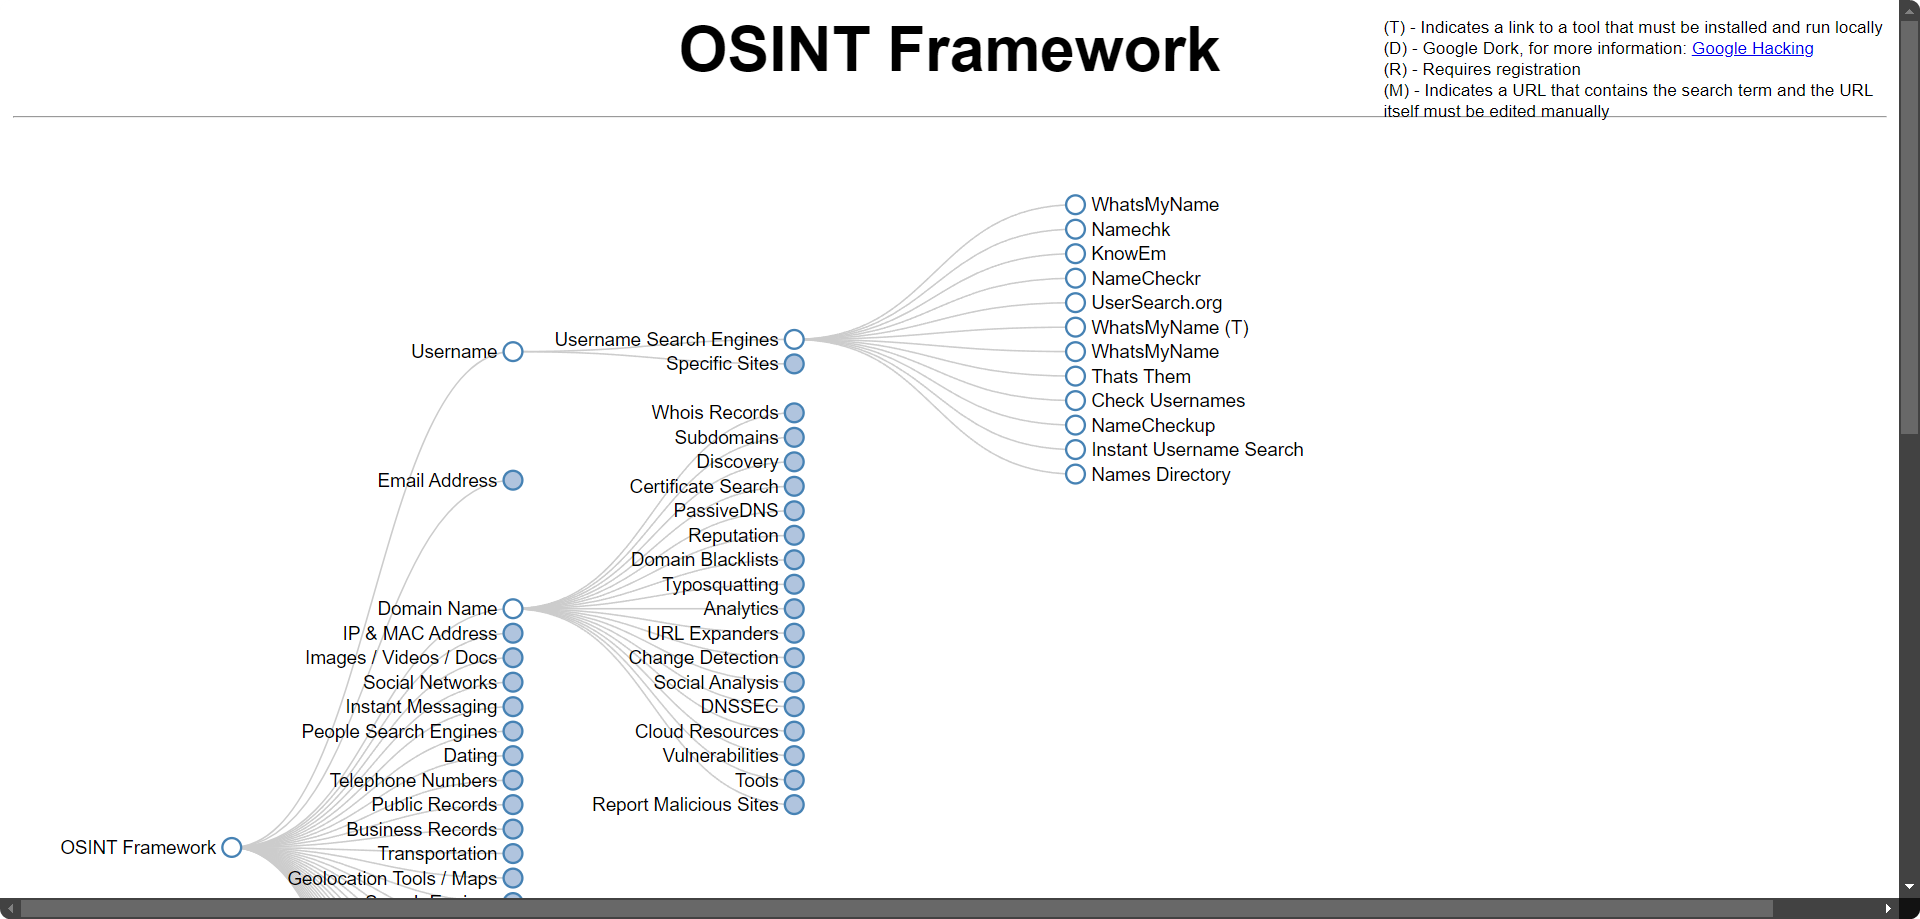 OSINT Framework
(T) - Indicates a link to a tool that must be installed and run locally
(D) - Google Dork, for more information: Google Hacking
(R) - Requires registration
(M) - Indicates a URL that contains the search term and the URL
itself must be edited manually
WhatsMyName
Namechk
KnowEm
NameCheckr
UserSearch.org
WhatsMyName (T)
WhatsMyName
Thats Them
Check Usernames
NameCheckup
Instant Username Search
Names Directory
Username Search Engines
Specific Sites
Username
Whois Records
Subdomains
Discovery
Certificate Search
PassiveDNS
Reputation
Domain Blacklists
Typosquatting
Analytics
URL Expanders
Change Detection
Social Analysis
DNSSEC
Cloud Resources
Vulnerabilities
Tools
Report Malicious Sites
Email Address
Domain Name
IP & MAC Address
Images / Videos / Docs
Social Networks
Instant Messaging
People Search Engines
Dating
Telephone Numbers
Public Records
Business Records
Transportation
Geolocation Tools / Maps
OSINT Framework